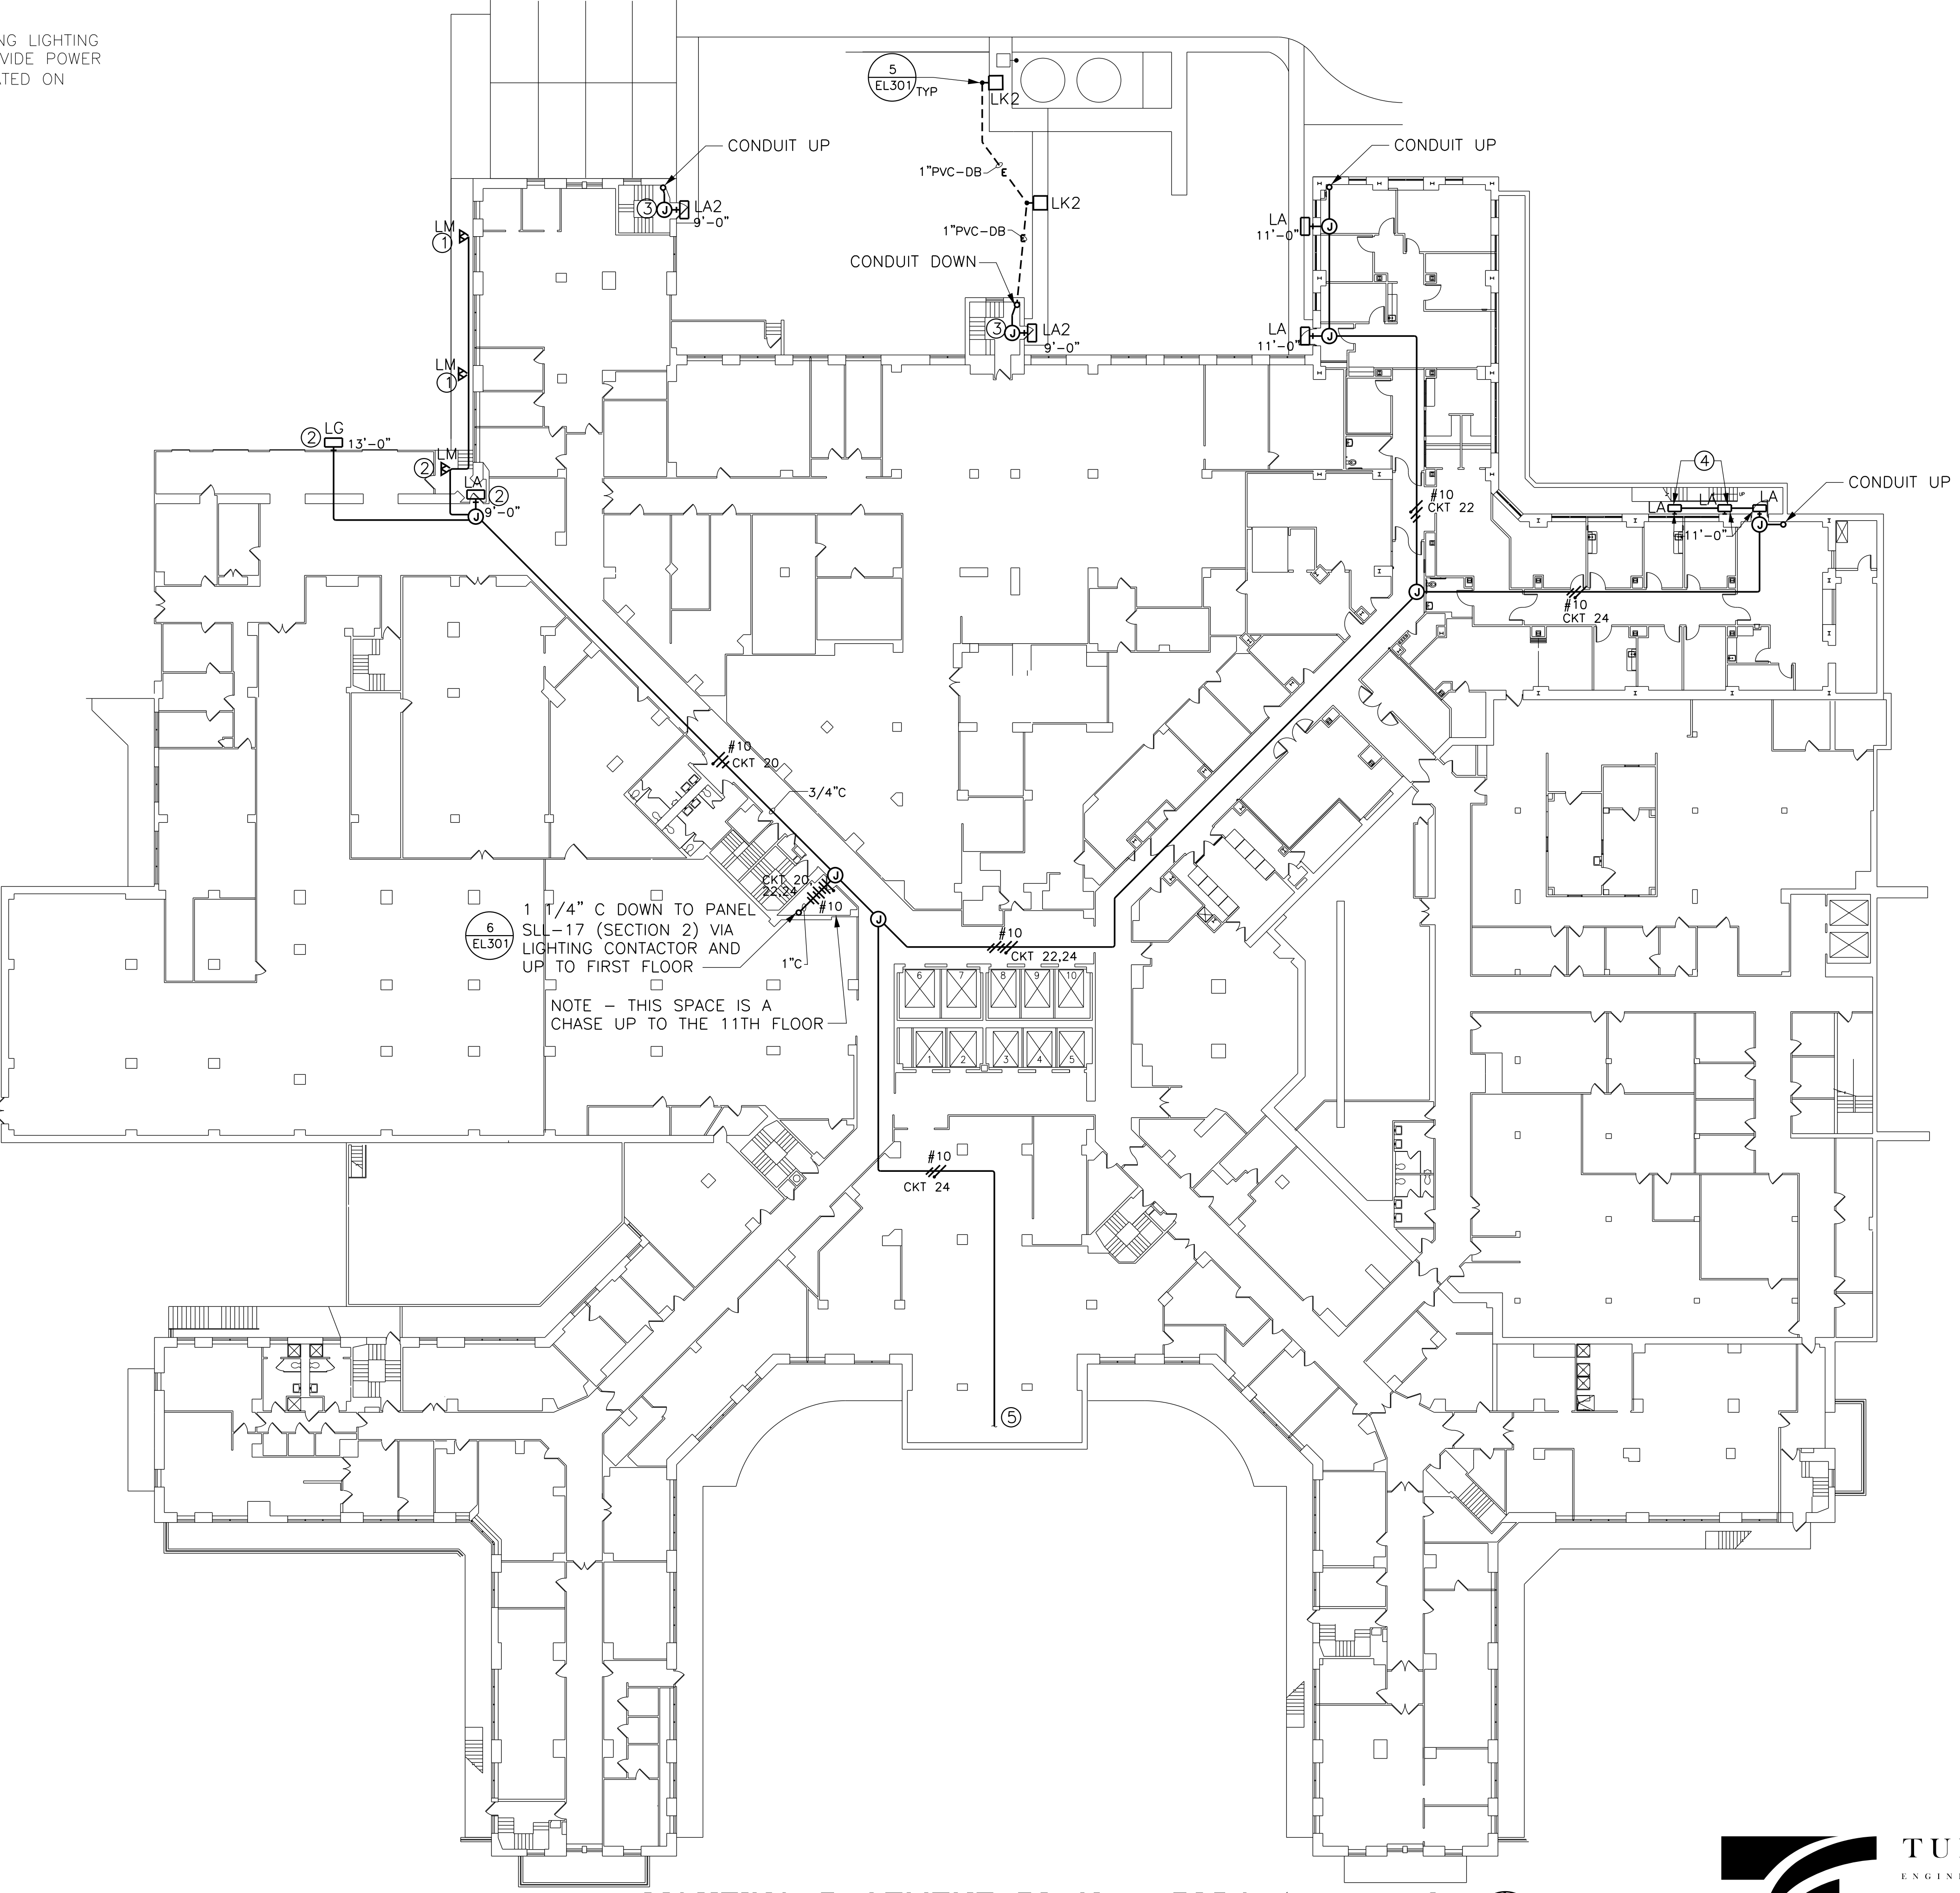 NG LIGHTING
VIDE POWER
ATED ON
5
EL301
TYP
LK2
CONDUIT UP
CONDUIT UP
1"PVC-DB
E
3
LA2
9'-0"
LK2
LM
1
LA
11'-0"
1"PVC-DB
E
CONDUIT DOWN
3
J
LA2
9'-0"
LA
11'-0"
J
LM
1
LG
2
13'-0"
LM
2
LA
2
9'-0"
J
4
CONDUIT UP
LA
LA
LA
11'-0"
J
UP
#10
CKT 22
J
#10
CKT 24
#10
CKT 20
3/4"C
J
CKT 20,
22,24
#10
6
EL301
1 1/4" C DOWN TO PANEL
SLL-17 (SECTION 2) VIA
LIGHTING CONTACTOR AND
UP TO FIRST FLOOR
1"C
J
#10
CKT 22,24
6 7 8 9 10
NOTE – THIS SPACE IS A
CHASE UP TO THE 11TH FLOOR
1 2 3 4 5
#10
CKT 24
5
TU
ENGIN